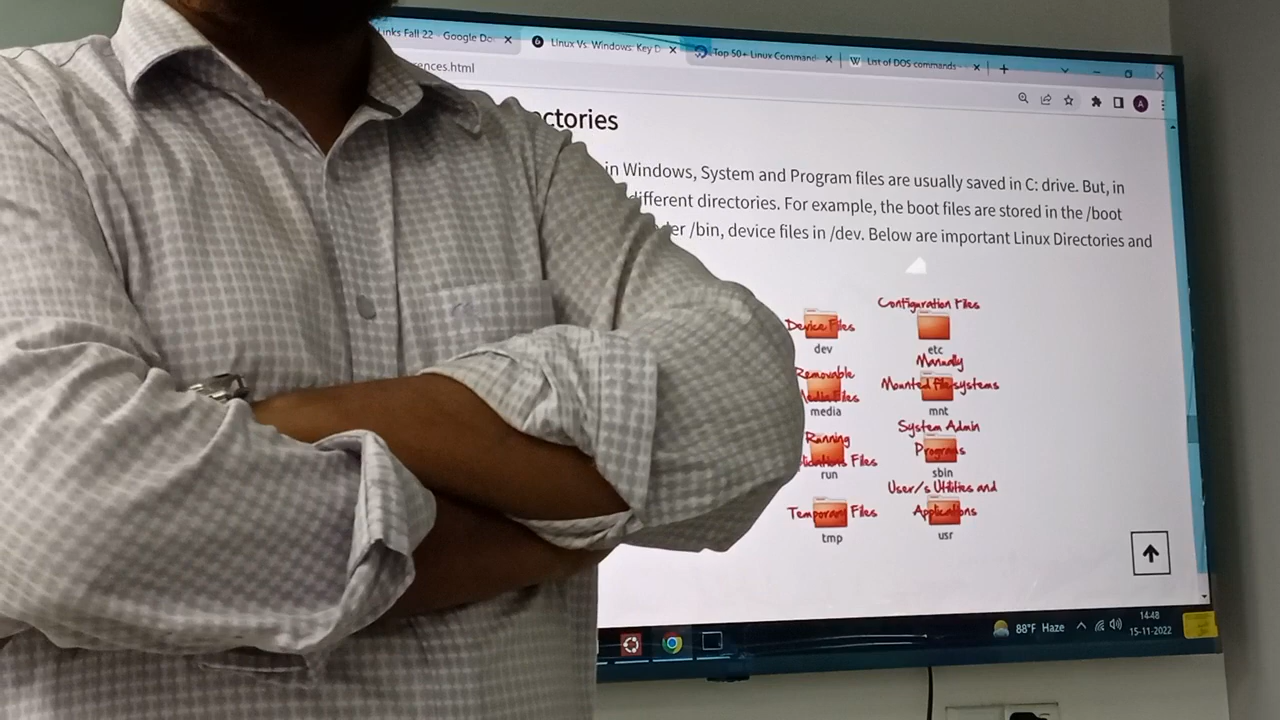 inks Fall 22 - Google Do
Linux Vs. Windows: Key D
Top 50+ Linux Command
W List of DOS commands -
ences.html
A
ctories
in Windows, System and Program files are usually saved in C: drive. But, in
different directories. For example, the boot files are stored in the /boot
er /bin, device files in /dev. Below are important Linux Directories and
Device Files
dev
Configuration Files
etc
Removable
Media Files
media
Manually
Mounted filesystems
mnt
Running
Files
run
System Admin
Programs
sbin
Temporary Files
tmp
User/s Utilities and
Applications
usr
88°F Haze
14:48
15-11-2022